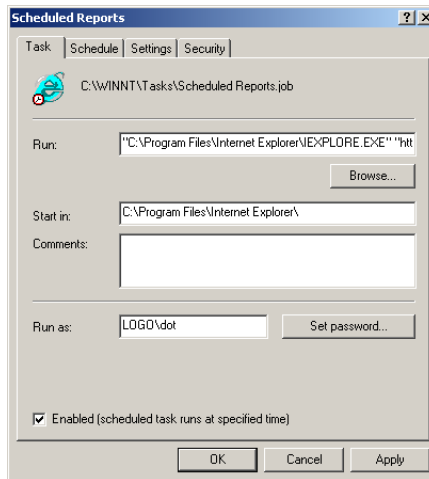 Scheduled Reports
Task Schedule Settings Security
C:\WINNT\Tasks\Scheduled Reports.job
Run: "C:\Program Files\Internet Explorer\IEXPLORE.EXE" "htt
Browse...
Start in: C:\Program Files\Internet Explorer\
Comments:
Run as: LOGO\dot Set password...
Enabled (scheduled task runs at specified time)
OK Cancel Apply